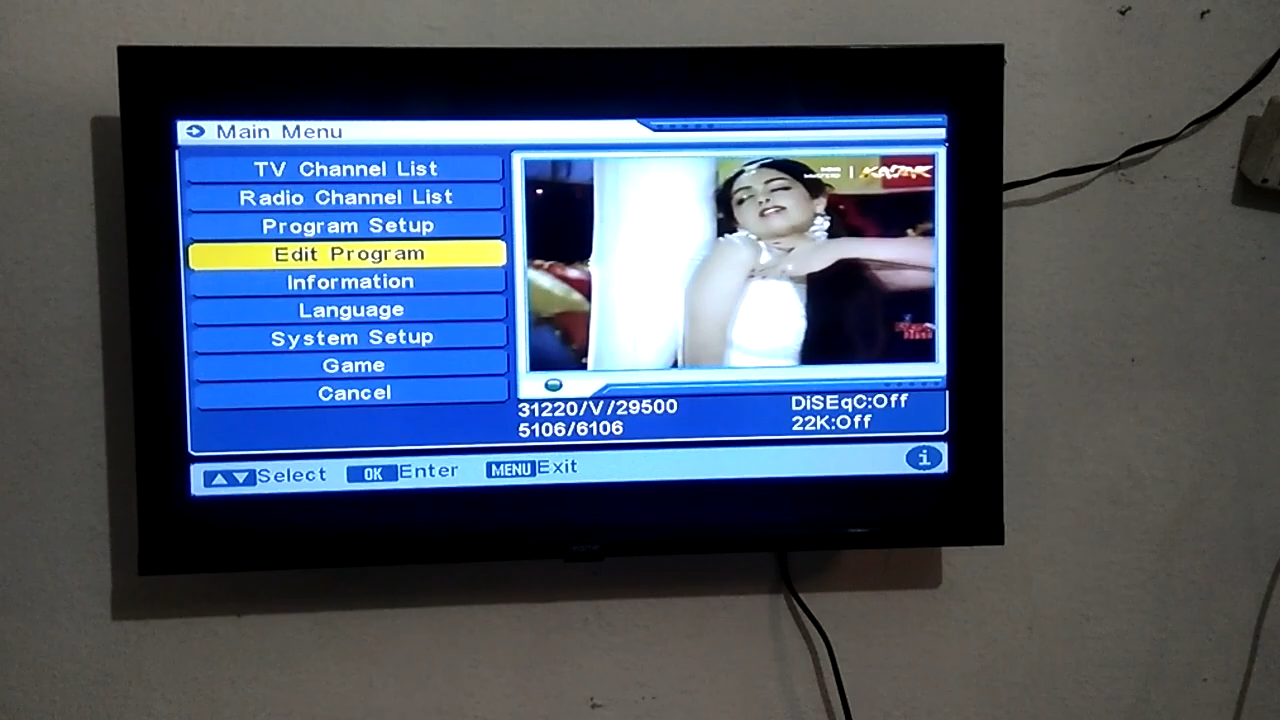 Main Menu
TV Channel List
Radio Channel List
Program Setup
Edit Program
Information
Language
System Setup
Game
Cancel
31220/V/29500
DiSEqC:Off
5106/6106
22K:Off
Select OK Enter MENU Exit
i